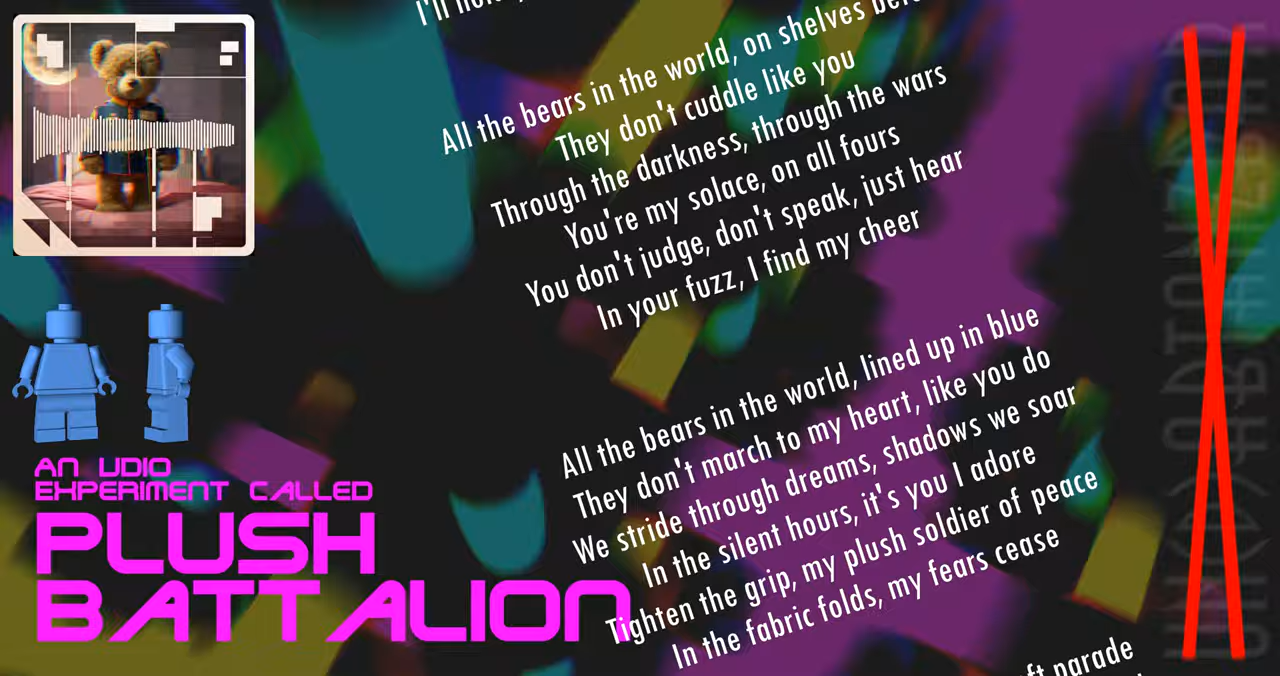 I'll hold
All the bears in the world, on shelves
They don't cuddle like you
Through the darkness, through the wars
You're my solace, on all fours
You don't judge, don't speak, just hear
In your fuzz, I find my cheer
All the bears in the world, lined up in blue
They don't march to my heart, like you do
We stride through dreams, shadows we soar
In the silent hours, it's you I adore
Tighten the grip, my plush soldier of peace
In the fabric folds, my fears cease
parade
AN UDIO
EXPERIMENT CALLED
PLUSH
BATTALION